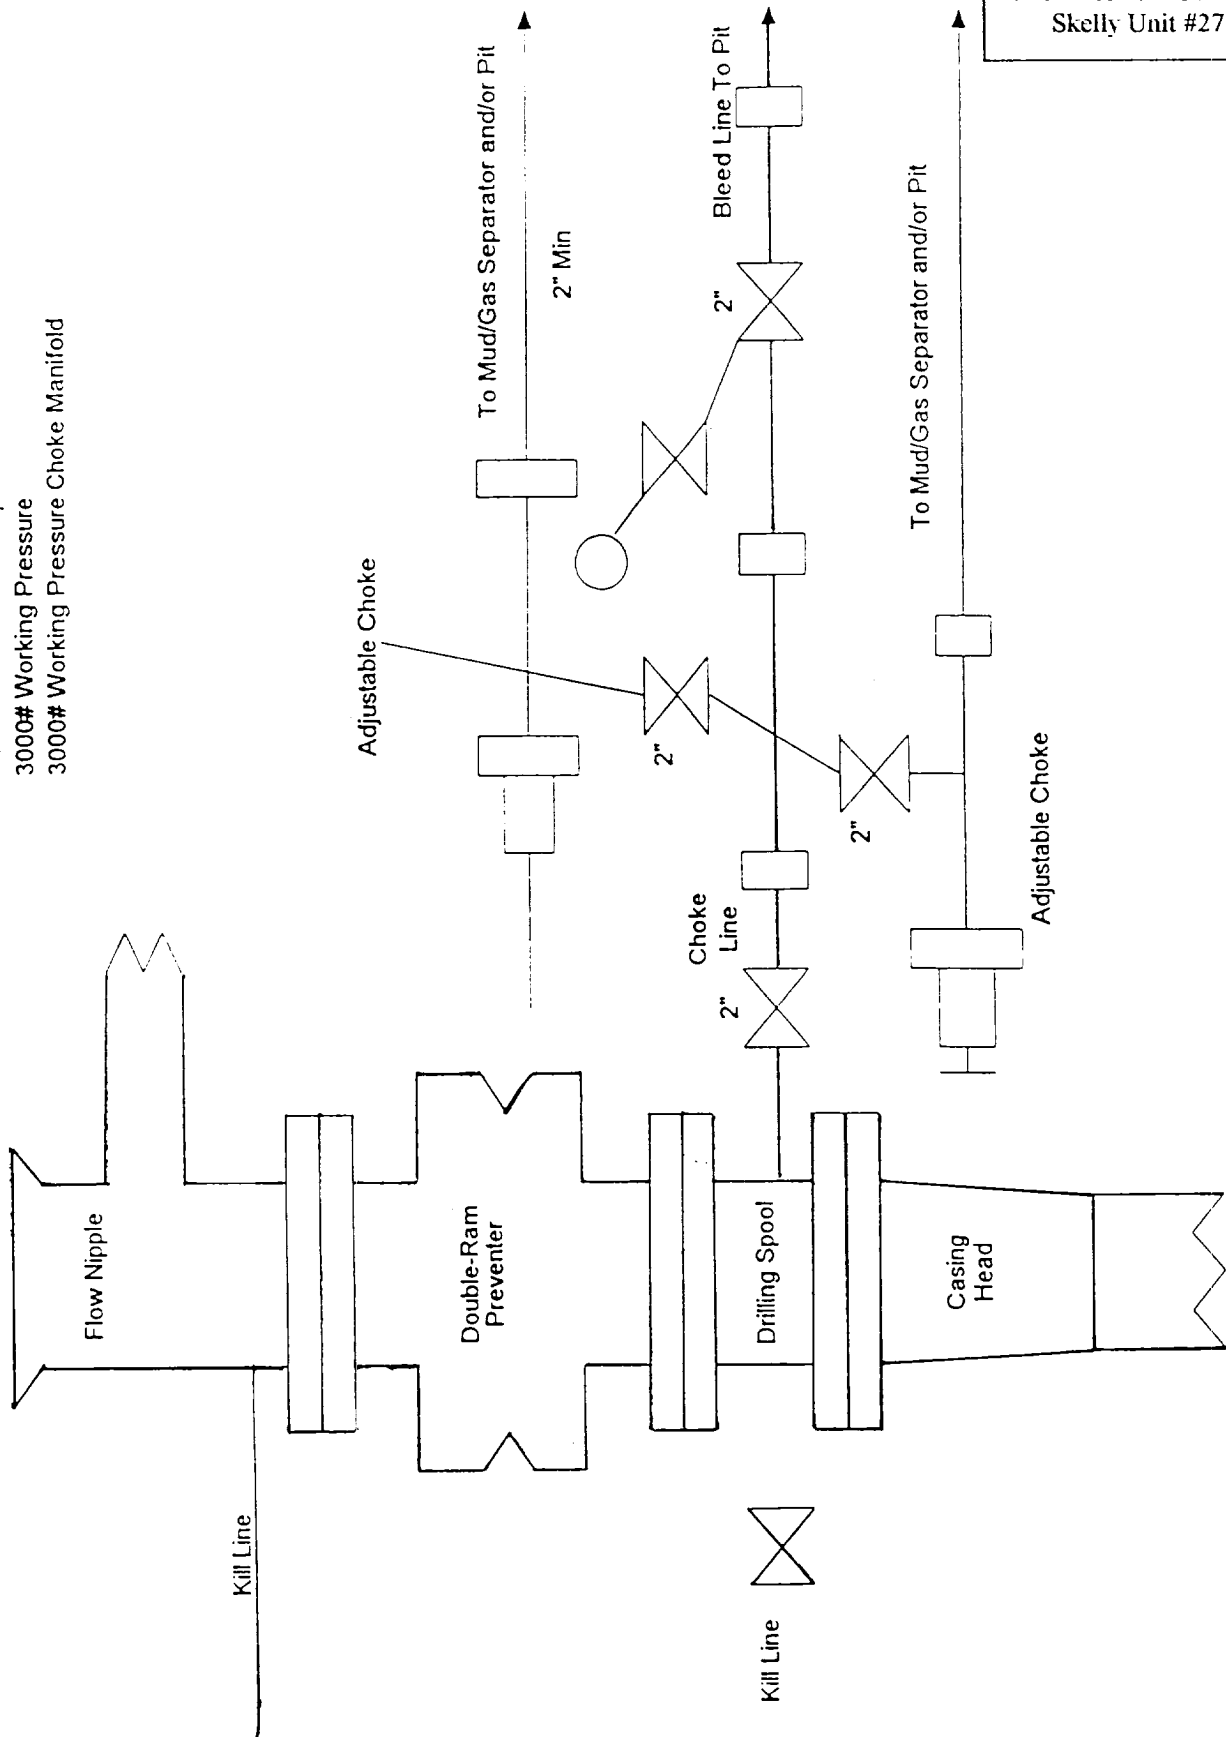 Skelly Unit #27
3000# Working Pressure
3000# Working Pressure Choke Manifold
To Mud/Gas Separator and/or Pit
2" Min
Bleed Line To Pit
2"
Adjustable Choke
2"
To Mud/Gas Separator and/or Pit
2"
Adjustable Choke
Choke
Line
2"
Flow Nipple
Double-Ram
Preventer
Drilling Spool
Casing
Head
Kill Line
Kill Line